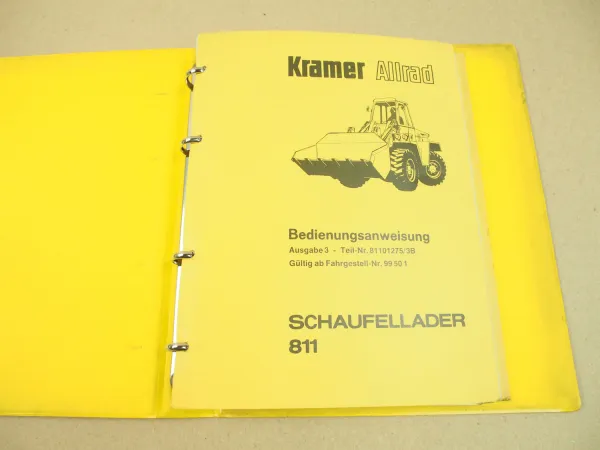 Kramer Allrad
Bedienungsanweisung
Ausgabe 3 - Teil-Nr. 81101275/3B
Gültig ab Fahrgestell-Nr. 99 50 1
SCHAUFELLADER
811